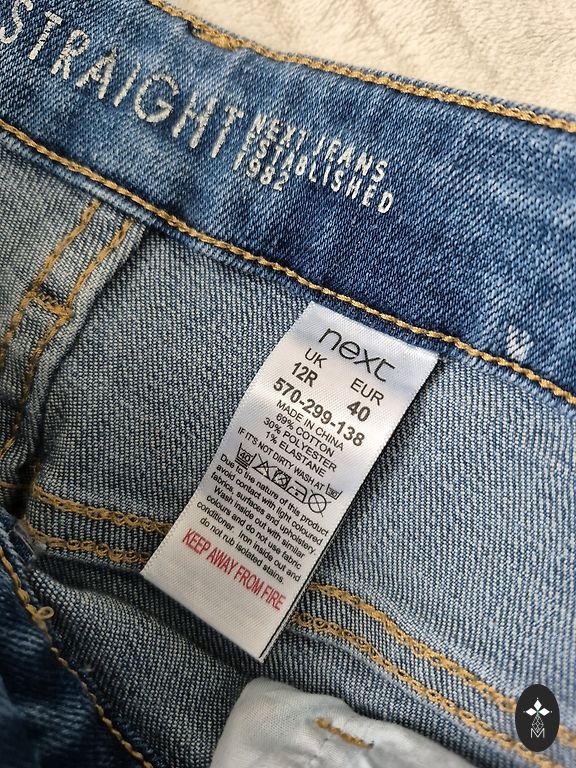 STRAIGHT
NEXT JEANS
ESTABLISHED
1982
next
UK EUR
12R 40
570-299-138
MADE IN CHINA
69% COTTON
30% POLYESTER
1% ELASTANE
IF IT'S NOT DIRTY WASH AT 30
40
Due to the nature of this product
avoid contact with light coloured
fabrics, surfaces and upholstery.
Wash inside out with similar
colours and do not use fabric
conditioner. Iron inside out and
do not rub isolated stains.
KEEP AWAY FROM FIRE
M